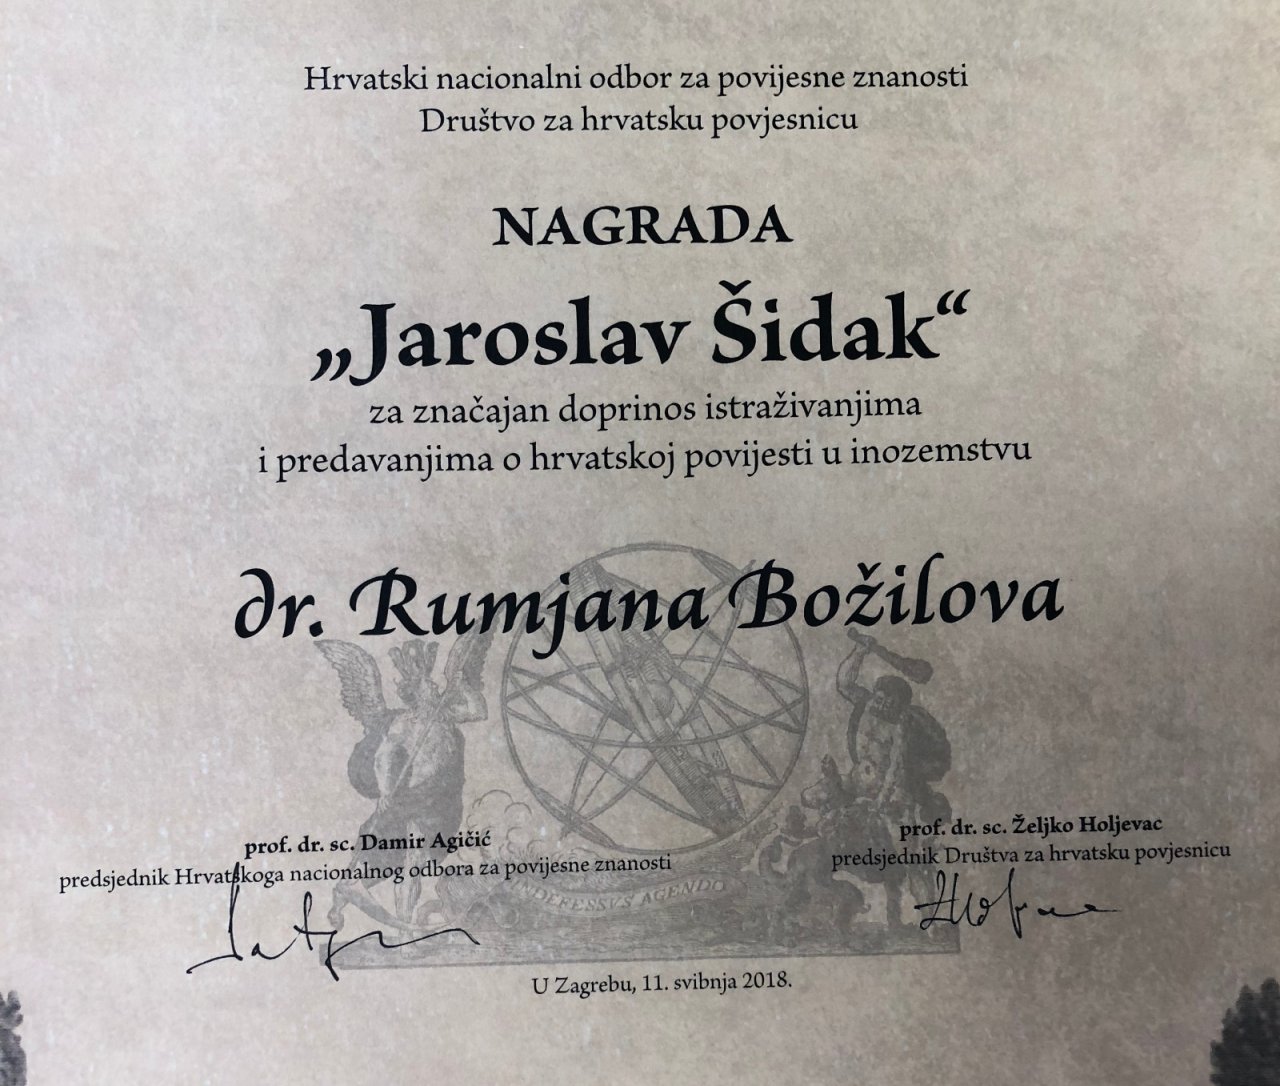 Hrvatski nacionalni odbor za povijesne znanosti
Društvo za hrvatsku povjesnicu
NAGRADA
„Jaroslav Šidak“
za značajan doprinos istraživanjima
i predavanjima o hrvatskoj povijesti u inozemstvu
dr. Rumjana Božilova
prof. dr. sc. Damir Agičić
predsjednik Hrvatskoga nacionalnog odbora za povijesne znanosti
prof. dr. sc. Željko Holjevac
predsjednik Društva za hrvatsku povjesnicu
INDEFESSVS AGENDO
U Zagrebu, 11. svibnja 2018.